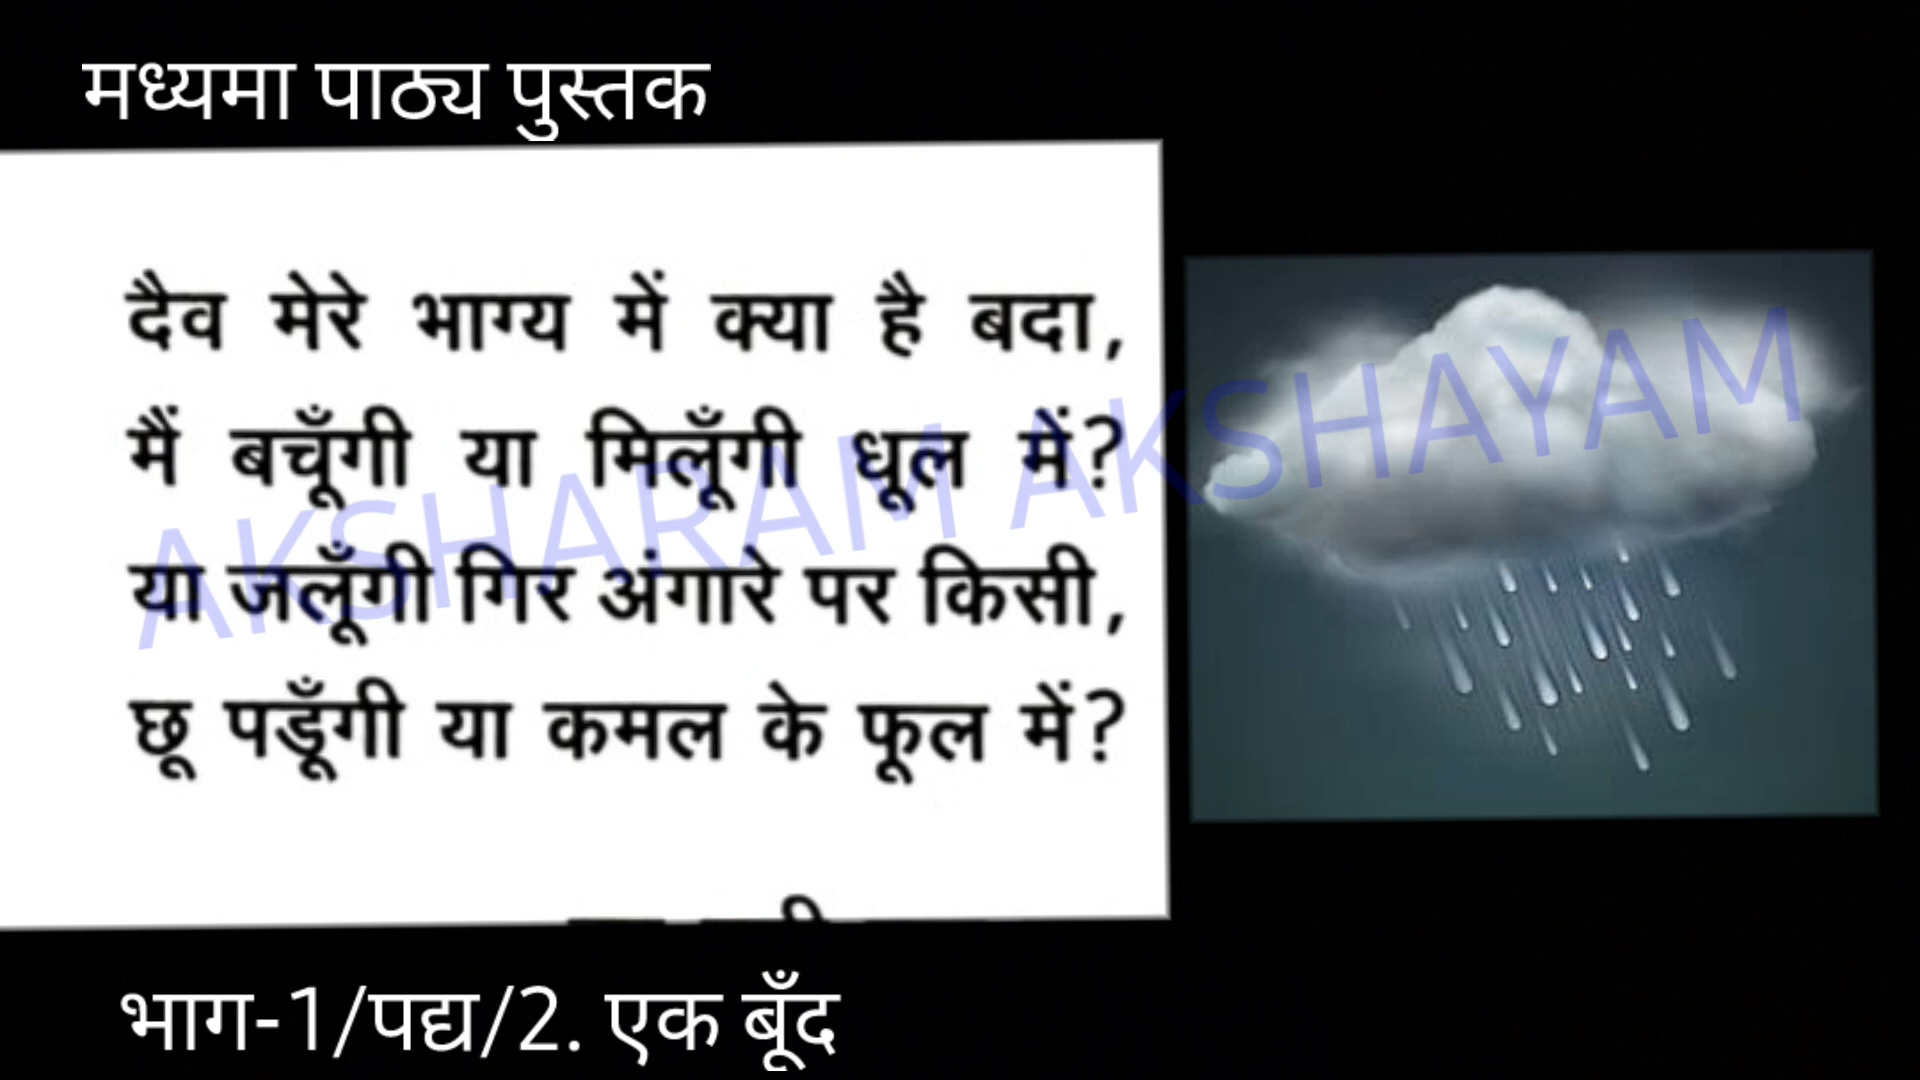 मध्यमा पाठ्य पुस्तक
दैव मेरे भाग्य में क्या है बदा,
मैं बचूँगी या मिलूँगी धूल में?
या जलूँगी गिर अंगारे पर किसी,
छू पड़ूँगी या कमल के फूल में?
AKSHARAM AKSHAYAM
भाग-1/पद्य/2. एक बूँद